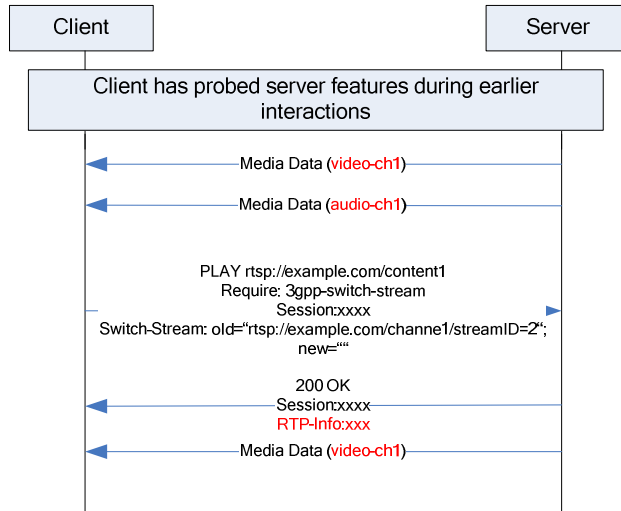 Client
Server
Client has probed server features during earlier
interactions
Media Data (video-ch1)
Media Data (audio-ch1)
PLAY rtsp://example.com/content1
Require: 3gpp-switch-stream
Session:xxxx
Switch-Stream: old=“rtsp://example.com/channe1/streamID=2“;
new=““
200 OK
Session:xxxx
RTP-Info:xxx
Media Data (video-ch1)